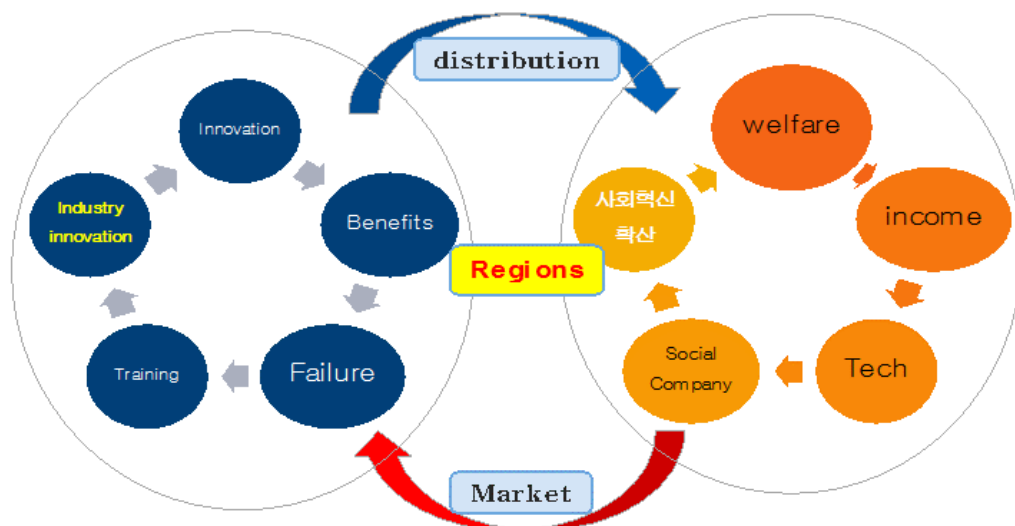 distribution
Innovation
welfare
Industry
innovation
Benefits
사회혁신
확산
income
Regions
Training
Failure
Social
Company
Tech
Market